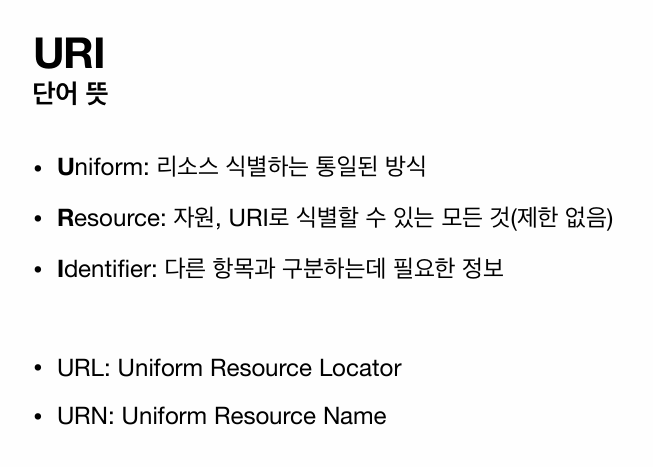 URI
단어 뜻
• Uniform: 리소스 식별하는 통일된 방식
• Resource: 자원, URI로 식별할 수 있는 모든 것(제한 없음)
• Identifier: 다른 항목과 구분하는데 필요한 정보
• URL: Uniform Resource Locator
• URN: Uniform Resource Name